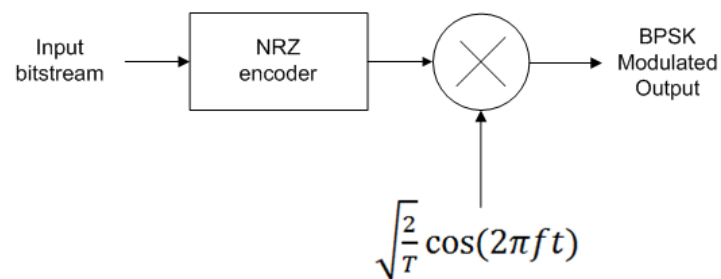 Input
bitstream
NRZ
encoder
BPSK
Modulated
Output
√(2/T) cos(2πft)